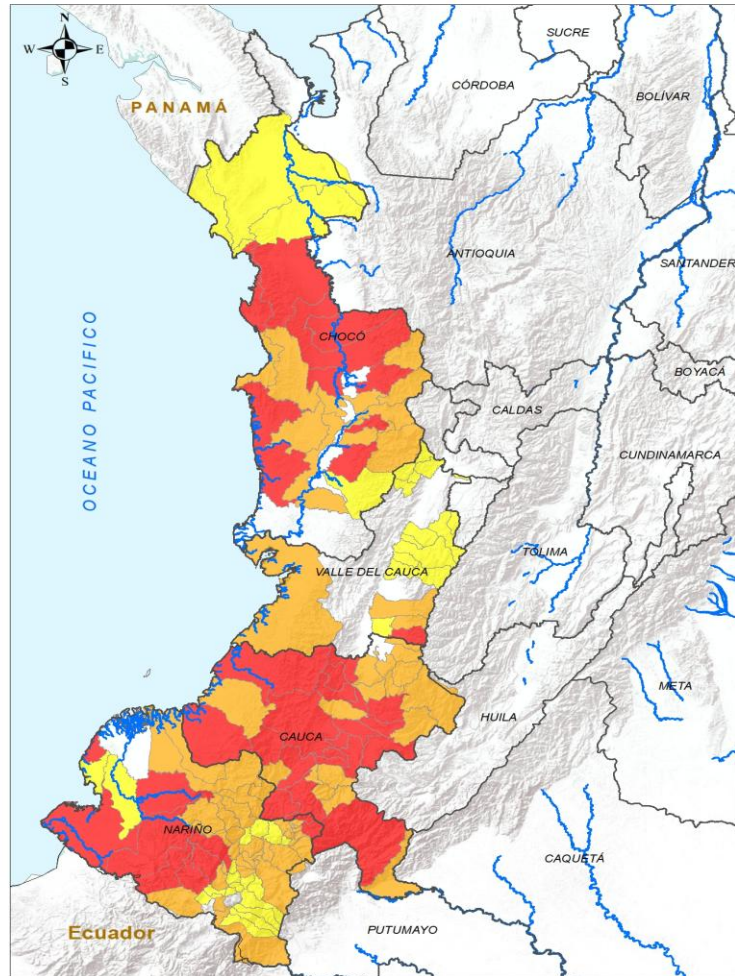 N
W E
S
SUCRE
CÓRDOBA
PANAMÁ
BOLÍVAR
ANTIOQUIA
SANTANDER
OCEANO PACIFICO
CHOCÓ
BOYACÁ
CALDAS
CUNDINAMARCA
TOLIMA
VALLE DEL CAUCA
META
HUILA
CAUCA
NARIÑO
CAQUETÁ
Ecuador
PUTUMAYO